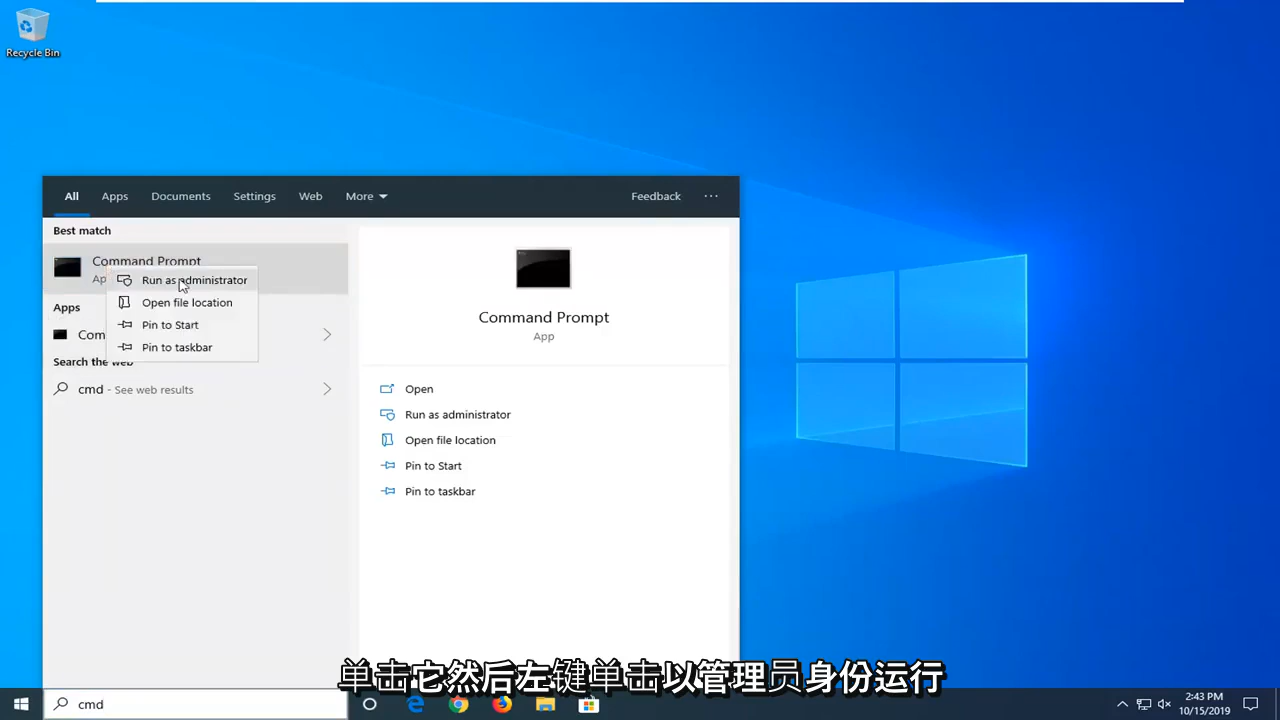 Recycle Bin
All Apps Documents Settings Web More Feedback ...
Best match
Command Prompt
App
Run as administrator
Open file location
Pin to Start
Pin to taskbar
Apps
Com
Search the web
cmd - See web results
Command Prompt
App
Open
Run as administrator
Open file location
Pin to Start
Pin to taskbar
单击它然后左键单击以管理员身份运行
cmd
2:43 PM
10/15/2019